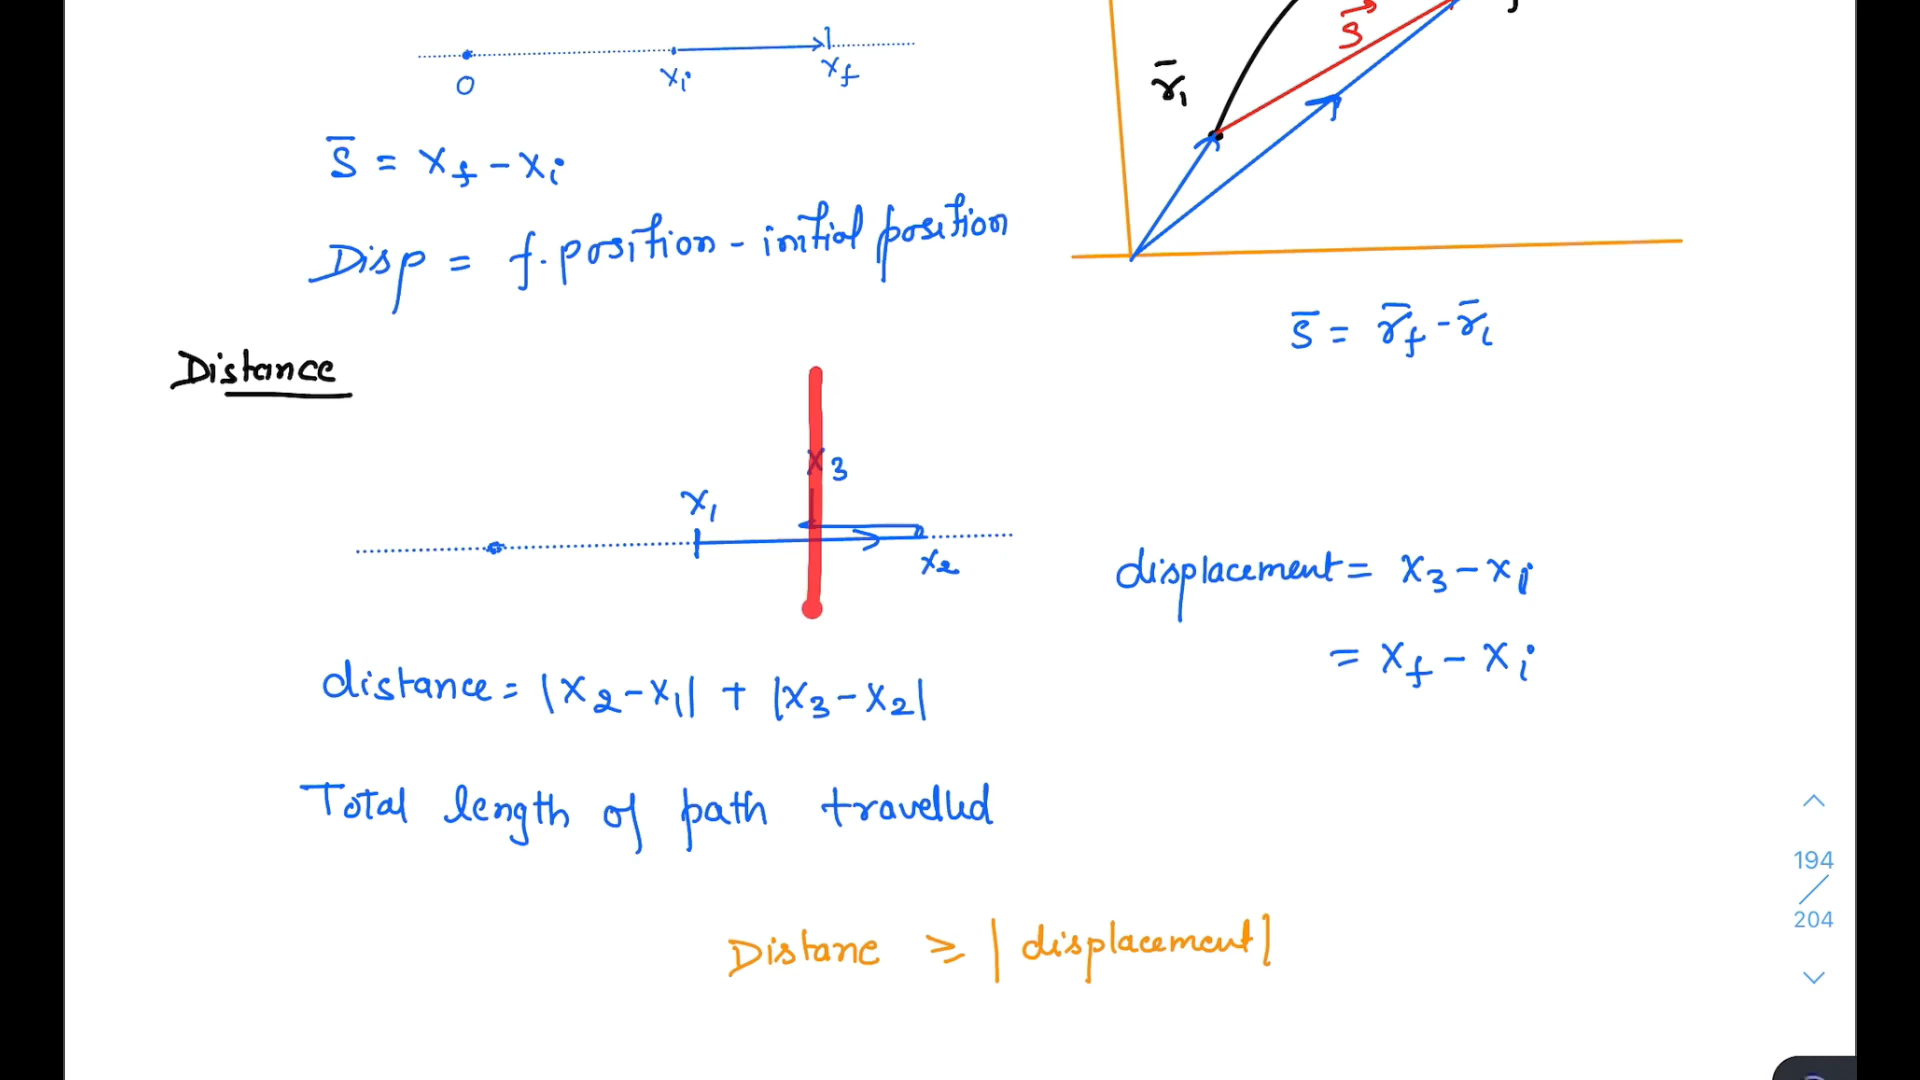 0 xi xf
S̄ = xf - xi
Disp = f. position - initial position
r̄1
S⃗
S̄ = r̄f - r̄i
Distance
x1 x3 x2
displacement = x3 - xi
= xf - xi
distance = |x2-x1| + |x3-x2|
Total length of path travelled
Distane ≥ |displacement|
194
/
204